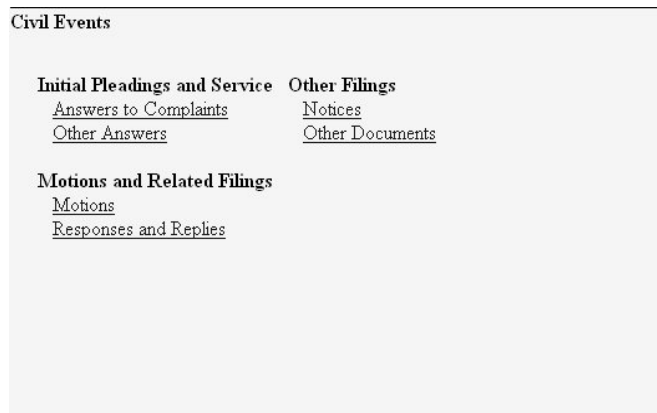 Civil Events
Initial Pleadings and Service
Answers to Complaints
Other Answers
Other Filings
Notices
Other Documents
Motions and Related Filings
Motions
Responses and Replies